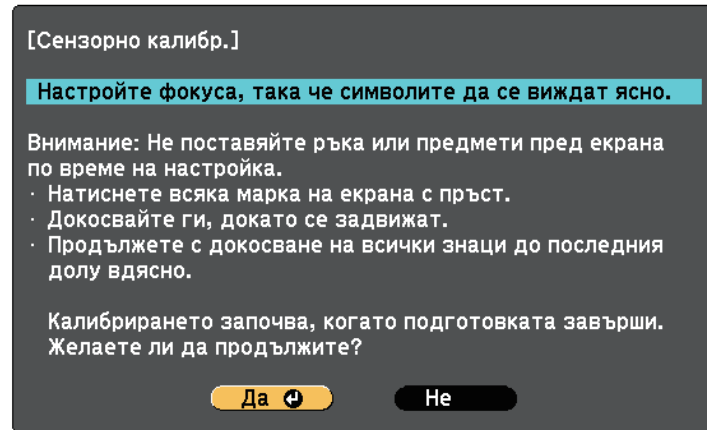 [Сензорно калибр.]
Настройте фокуса, така че символите да се виждат ясно.
Внимание: Не поставяйте ръка или предмети пред екрана
по време на настройка.
· Натиснете всяка марка на екрана с пръст.
· Докосвайте ги, докато се задвижат.
· Продължете с докосване на всички знаци до последния
долу вдясно.
Калибрирането започва, когато подготовката завърши.
Желаете ли да продължите?
Да Не